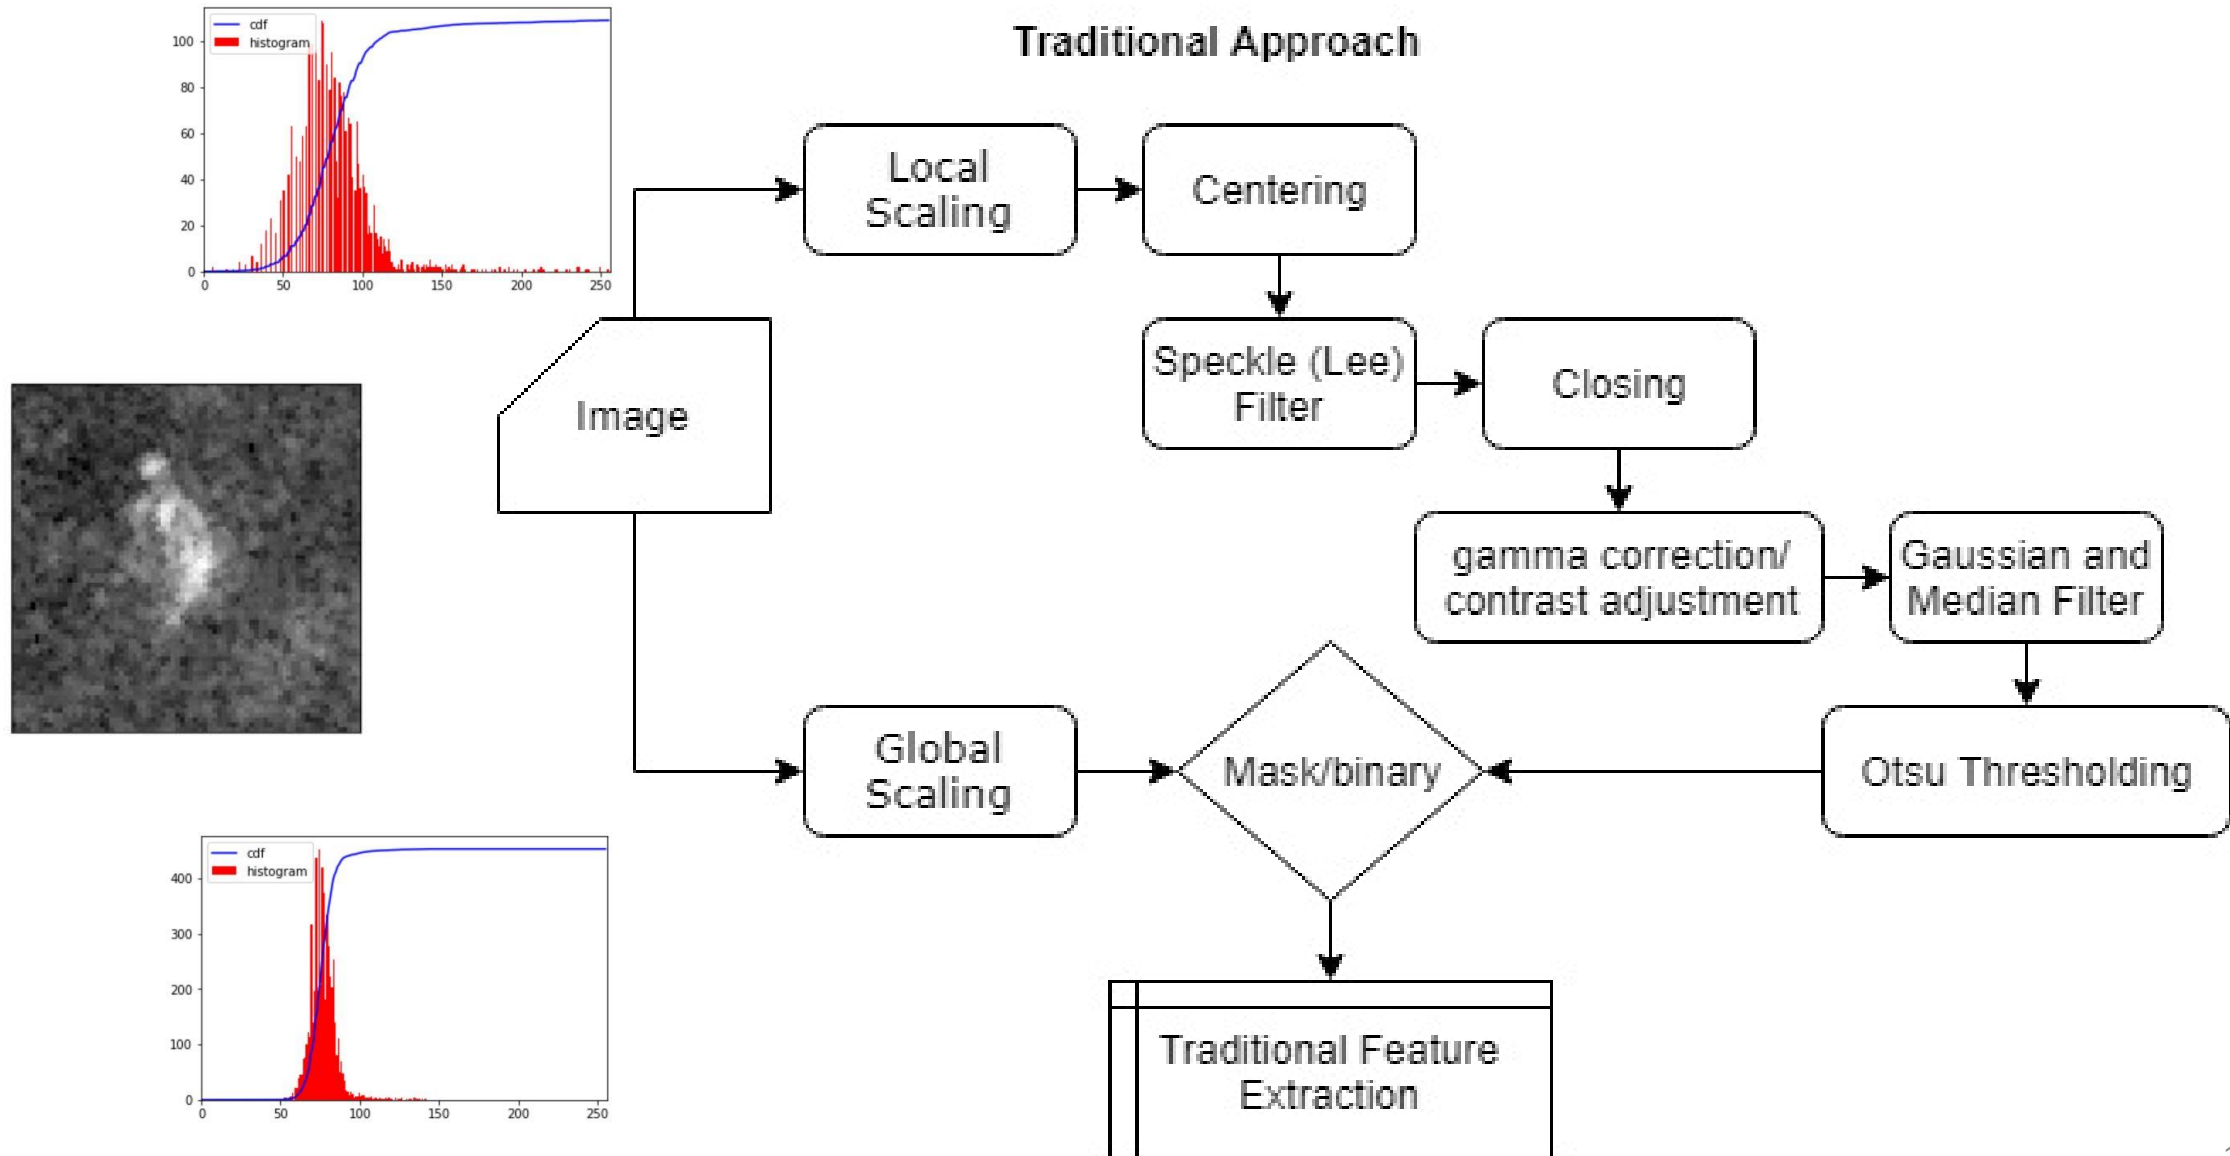 Traditional Approach
cdf
histogram
100
80
60
40
20
0
0 50 100 150 200 250
Local
Scaling
Centering
Speckle (Lee)
Filter
Closing
Image
gamma correction/
contrast adjustment
Gaussian and
Median Filter
Global
Scaling
Mask/binary
Otsu Thresholding
cdf
histogram
400
300
200
100
0
0 50 100 150 200 250
Traditional Feature
Extraction